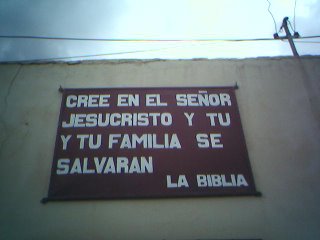 CREE EN EL SEÑOR
JESUCRISTO Y TU
Y TU FAMILIA SE
SALVARAN
LA BIBLIA